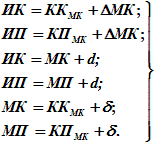 ИК = КК_МК + ΔМК;
ИП = КП_МК + ΔМК;
ИК = МК + d;
ИП = МП + d;
МК = КК_МК + δ;
МП = КП_МК + δ.